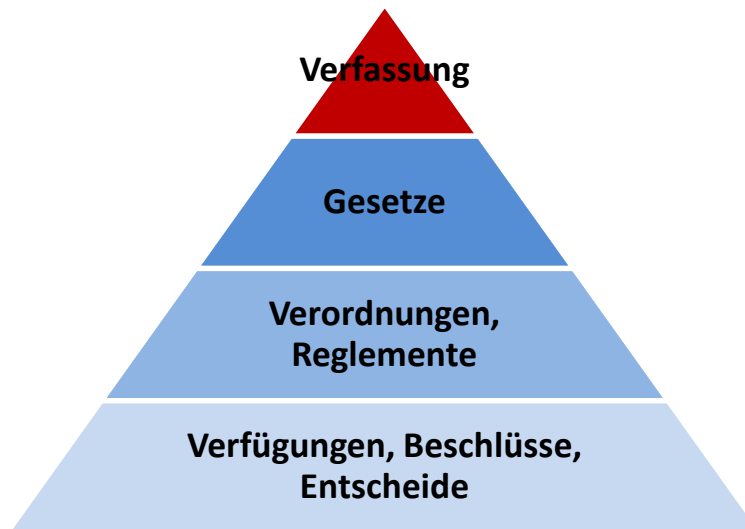 Verfassung
Gesetze
Verordnungen,
Reglemente
Verfügungen, Beschlüsse,
Entscheide